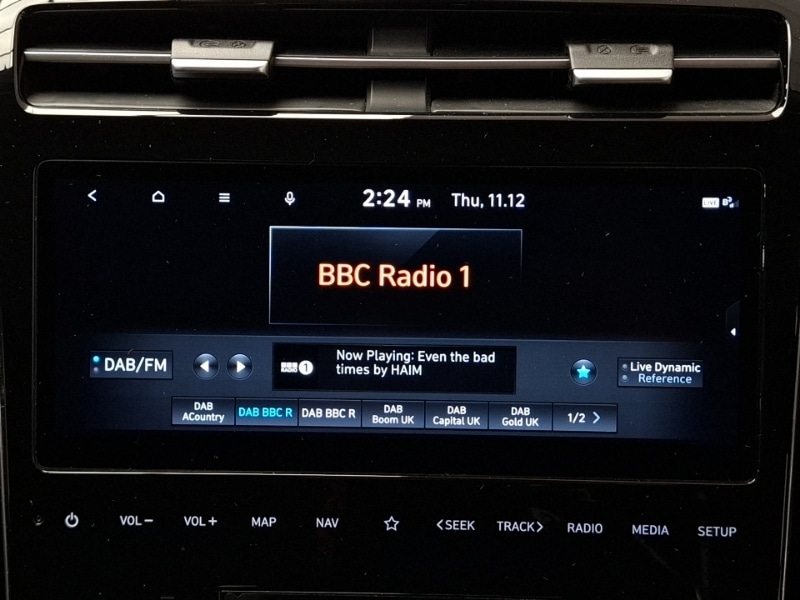 2:24 PM Thu, 11.12 LIVE
BBC Radio 1
DAB/FM
RADIO 1
Now Playing: Even the bad
times by HAIM
Live Dynamic
Reference
DAB
ACountry
DAB BBC R
DAB BBC R
DAB
Boom UK
DAB
Capital UK
DAB
Gold UK
1/2 >
VOL− VOL+ MAP NAV <SEEK TRACK> RADIO MEDIA SETUP